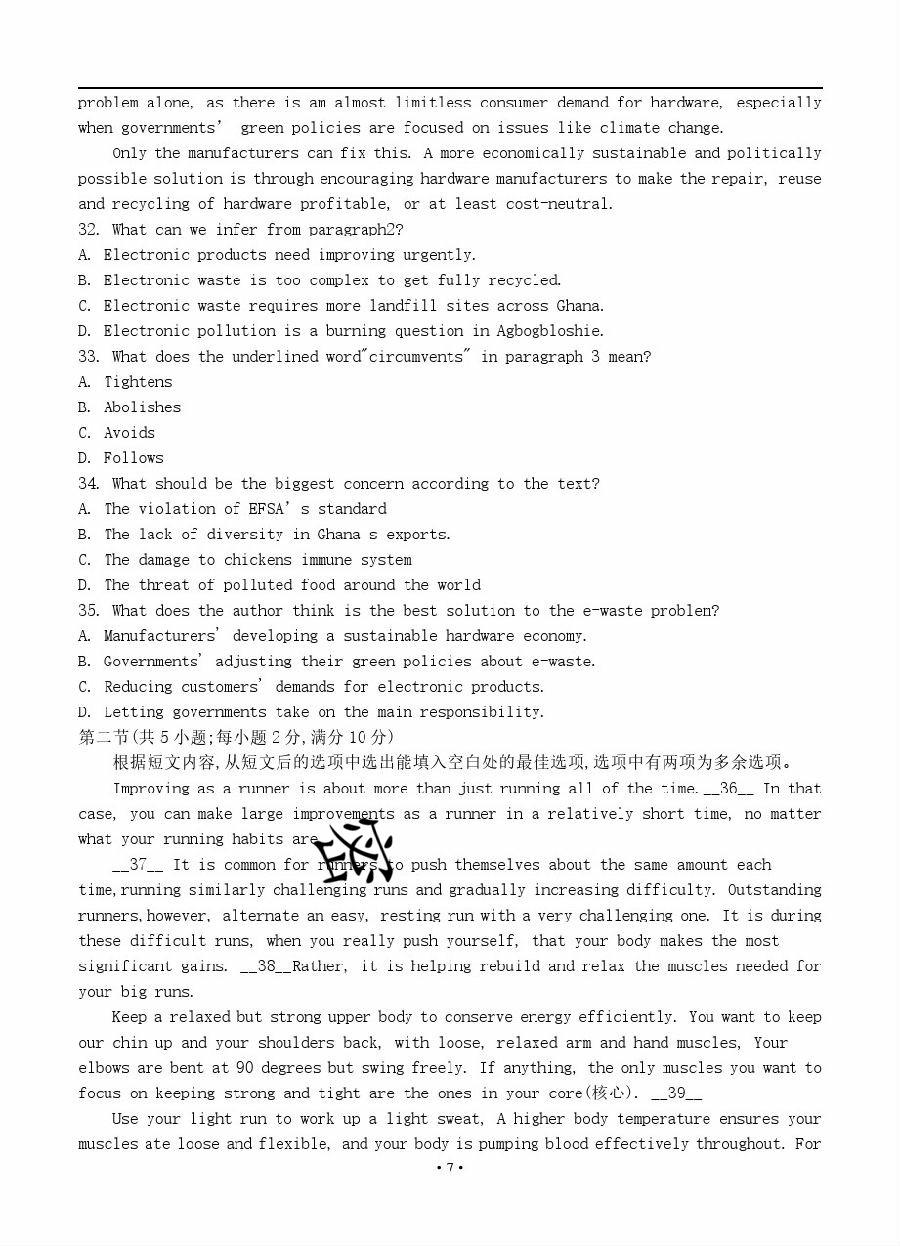 problem alone, as there is am almost limitless consumer demand for hardware, especially
when governments' green policies are focused on issues like climate change.
Only the manufacturers can fix this. A more economically sustainable and politically
possible solution is through encouraging hardware manufacturers to make the repair, reuse
and recycling of hardware profitable, or at least cost-neutral.
32. What can we infer from paragraph2?
A. Electronic products need improving urgently.
B. Electronic waste is too complex to get fully recycled.
C. Electronic waste requires more landfill sites across Ghana.
D. Electronic pollution is a burning question in Agbogbloshie.
33. What does the underlined word"circumvents" in paragraph 3 mean?
A. Tightens
B. Abolishes
C. Avoids
D. Follows
34. What should be the biggest concern according to the text?
A. The violation of EFSA's standard
B. The lack of diversity in Ghana s exports.
C. The damage to chickens immune system
D. The threat of polluted food around the world
35. What does the author think is the best solution to the e-waste problen?
A. Manufacturers' developing a sustainable hardware economy.
B. Governments' adjusting their green policies about e-waste.
C. Reducing customers' demands for electronic products.
D. Letting governments take on the main responsibility.
第二节(共5小题;每小题2分,满分10分)
根据短文内容,从短文后的选项中选出能填入空白处的最佳选项,选项中有两项为多余选项。
Improving as a runner is about more than just running all of the time.__36__ In that
case, you can make large improvements as a runner in a relatively short time, no matter
what your running habits are
__37__ It is common for runners to push themselves about the same amount each
time,running similarly challenging runs and gradually increasing difficulty. Outstanding
runners,however, alternate an easy, resting run with a very challenging one. It is during
these difficult runs, when you really push yourself, that your body makes the most
significant gains. __38__Rather, it is helping rebuild and relax the muscles needed for
your big runs.
Keep a relaxed but strong upper body to conserve energy efficiently. You want to keep
our chin up and your shoulders back, with loose, relaxed arm and hand muscles, Your
elbows are bent at 90 degrees but swing freely. If anything, the only muscles you want to
focus on keeping strong and tight are the ones in your core(核心). __39__
Use your light run to work up a light sweat, A higher body temperature ensures your
muscles ate loose and flexible, and your body is pumping blood effectively throughout. For
•7•